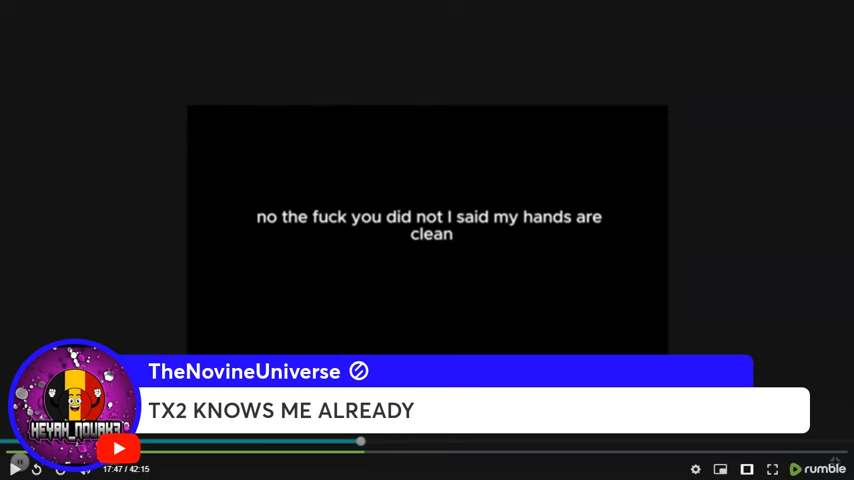 no the fuck you did not I said my hands are
clean
TheNovineUniverse
TX2 KNOWS ME ALREADY
HEYAH_NOUAH3
17:47 / 42:15
rumble